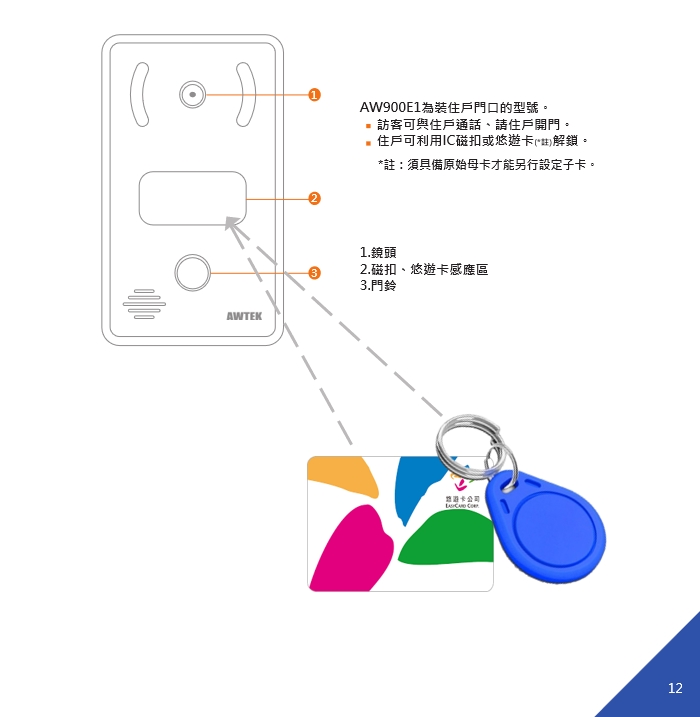 1
AW900E1為裝住戶門口的型號。
訪客可與住戶通話、請住戶開門。
住戶可利用IC磁扣或悠遊卡(*註)解鎖。
*註：須具備原始母卡才能另行設定子卡。
2
1.鏡頭
2.磁扣、悠遊卡感應區
3.門鈴
3
AWTEK
悠遊卡公司
EASYCARD CORP.
12